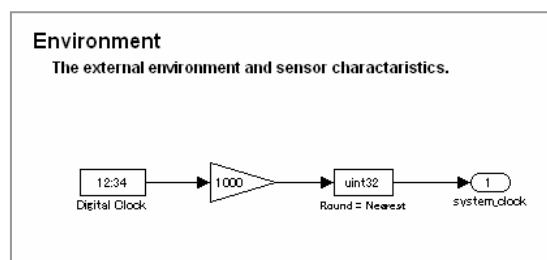 Environment
The external environment and sensor charactaristics.
12:34
1000
uint32
1
Digital Clock
Round = Nearest
system_clock